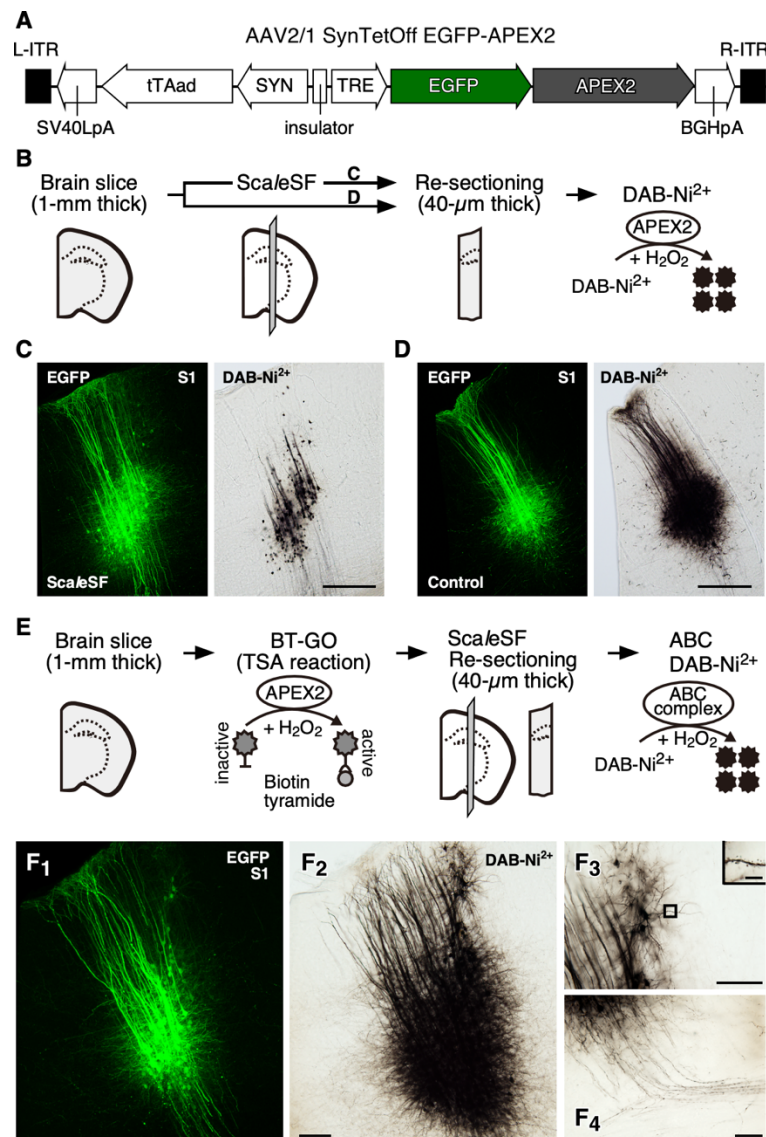 A
AAV2/1 SynTetOff EGFP-APEX2
L-ITR
R-ITR
tTAad
SYN
TRE
EGFP
APEX2
SV40LpA
insulator
BGHpA
B
Brain slice
(1-mm thick)
ScaleSF
C
D
Re-sectioning
(40-µm thick)
DAB-Ni2+
APEX2
+ H2O2
DAB-Ni2+
C
EGFP
S1
ScaleSF
DAB-Ni2+
D
EGFP
S1
Control
DAB-Ni2+
E
Brain slice
(1-mm thick)
BT-GO
(TSA reaction)
APEX2
+ H2O2
inactive
active
Biotin
tyramide
ScaleSF
Re-sectioning
(40-µm thick)
ABC
DAB-Ni2+
ABC
complex
+ H2O2
DAB-Ni2+
F1
EGFP
S1
F2
DAB-Ni2+
F3
F4